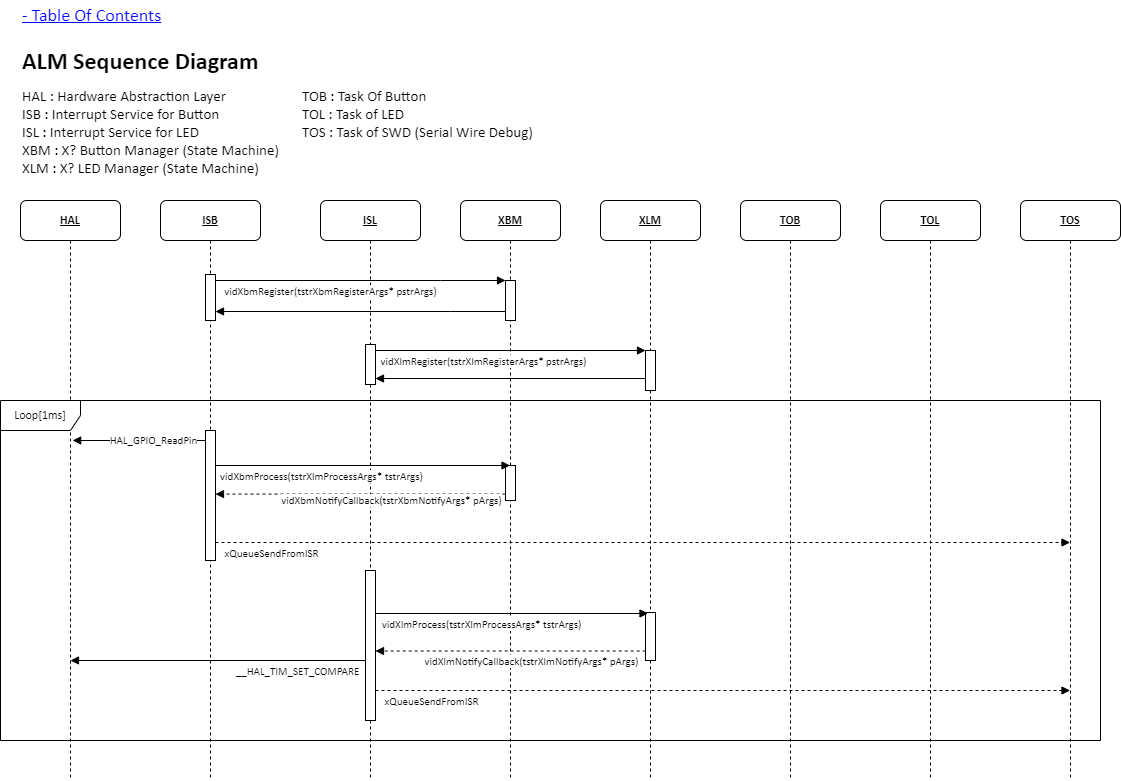 - Table Of Contents
ALM Sequence Diagram
HAL : Hardware Abstraction Layer
ISB : Interrupt Service for Button
ISL : Interrupt Service for LED
XBM : X? Button Manager (State Machine)
XLM : X? LED Manager (State Machine)
TOB : Task Of Button
TOL : Task of LED
TOS : Task of SWD (Serial Wire Debug)
HAL
ISB
ISL
XBM
XLM
TOB
TOL
TOS
vidXbmRegister(tstrXbmRegisterArgs* pstrArgs)
vidXlmRegister(tstrXlmRegisterArgs* pstrArgs)
Loop[1ms]
HAL_GPIO_ReadPin
vidXbmProcess(tstrXlmProcessArgs* tstrArgs)
vidXbmNotifyCallback(tstrXbmNotifyArgs* pArgs)
xQueueSendFromISR
vidXlmProcess(tstrXlmProcessArgs* tstrArgs)
vidXlmNotifyCallback(tstrXlmNotifyArgs* pArgs)
__HAL_TIM_SET_COMPARE
xQueueSendFromISR